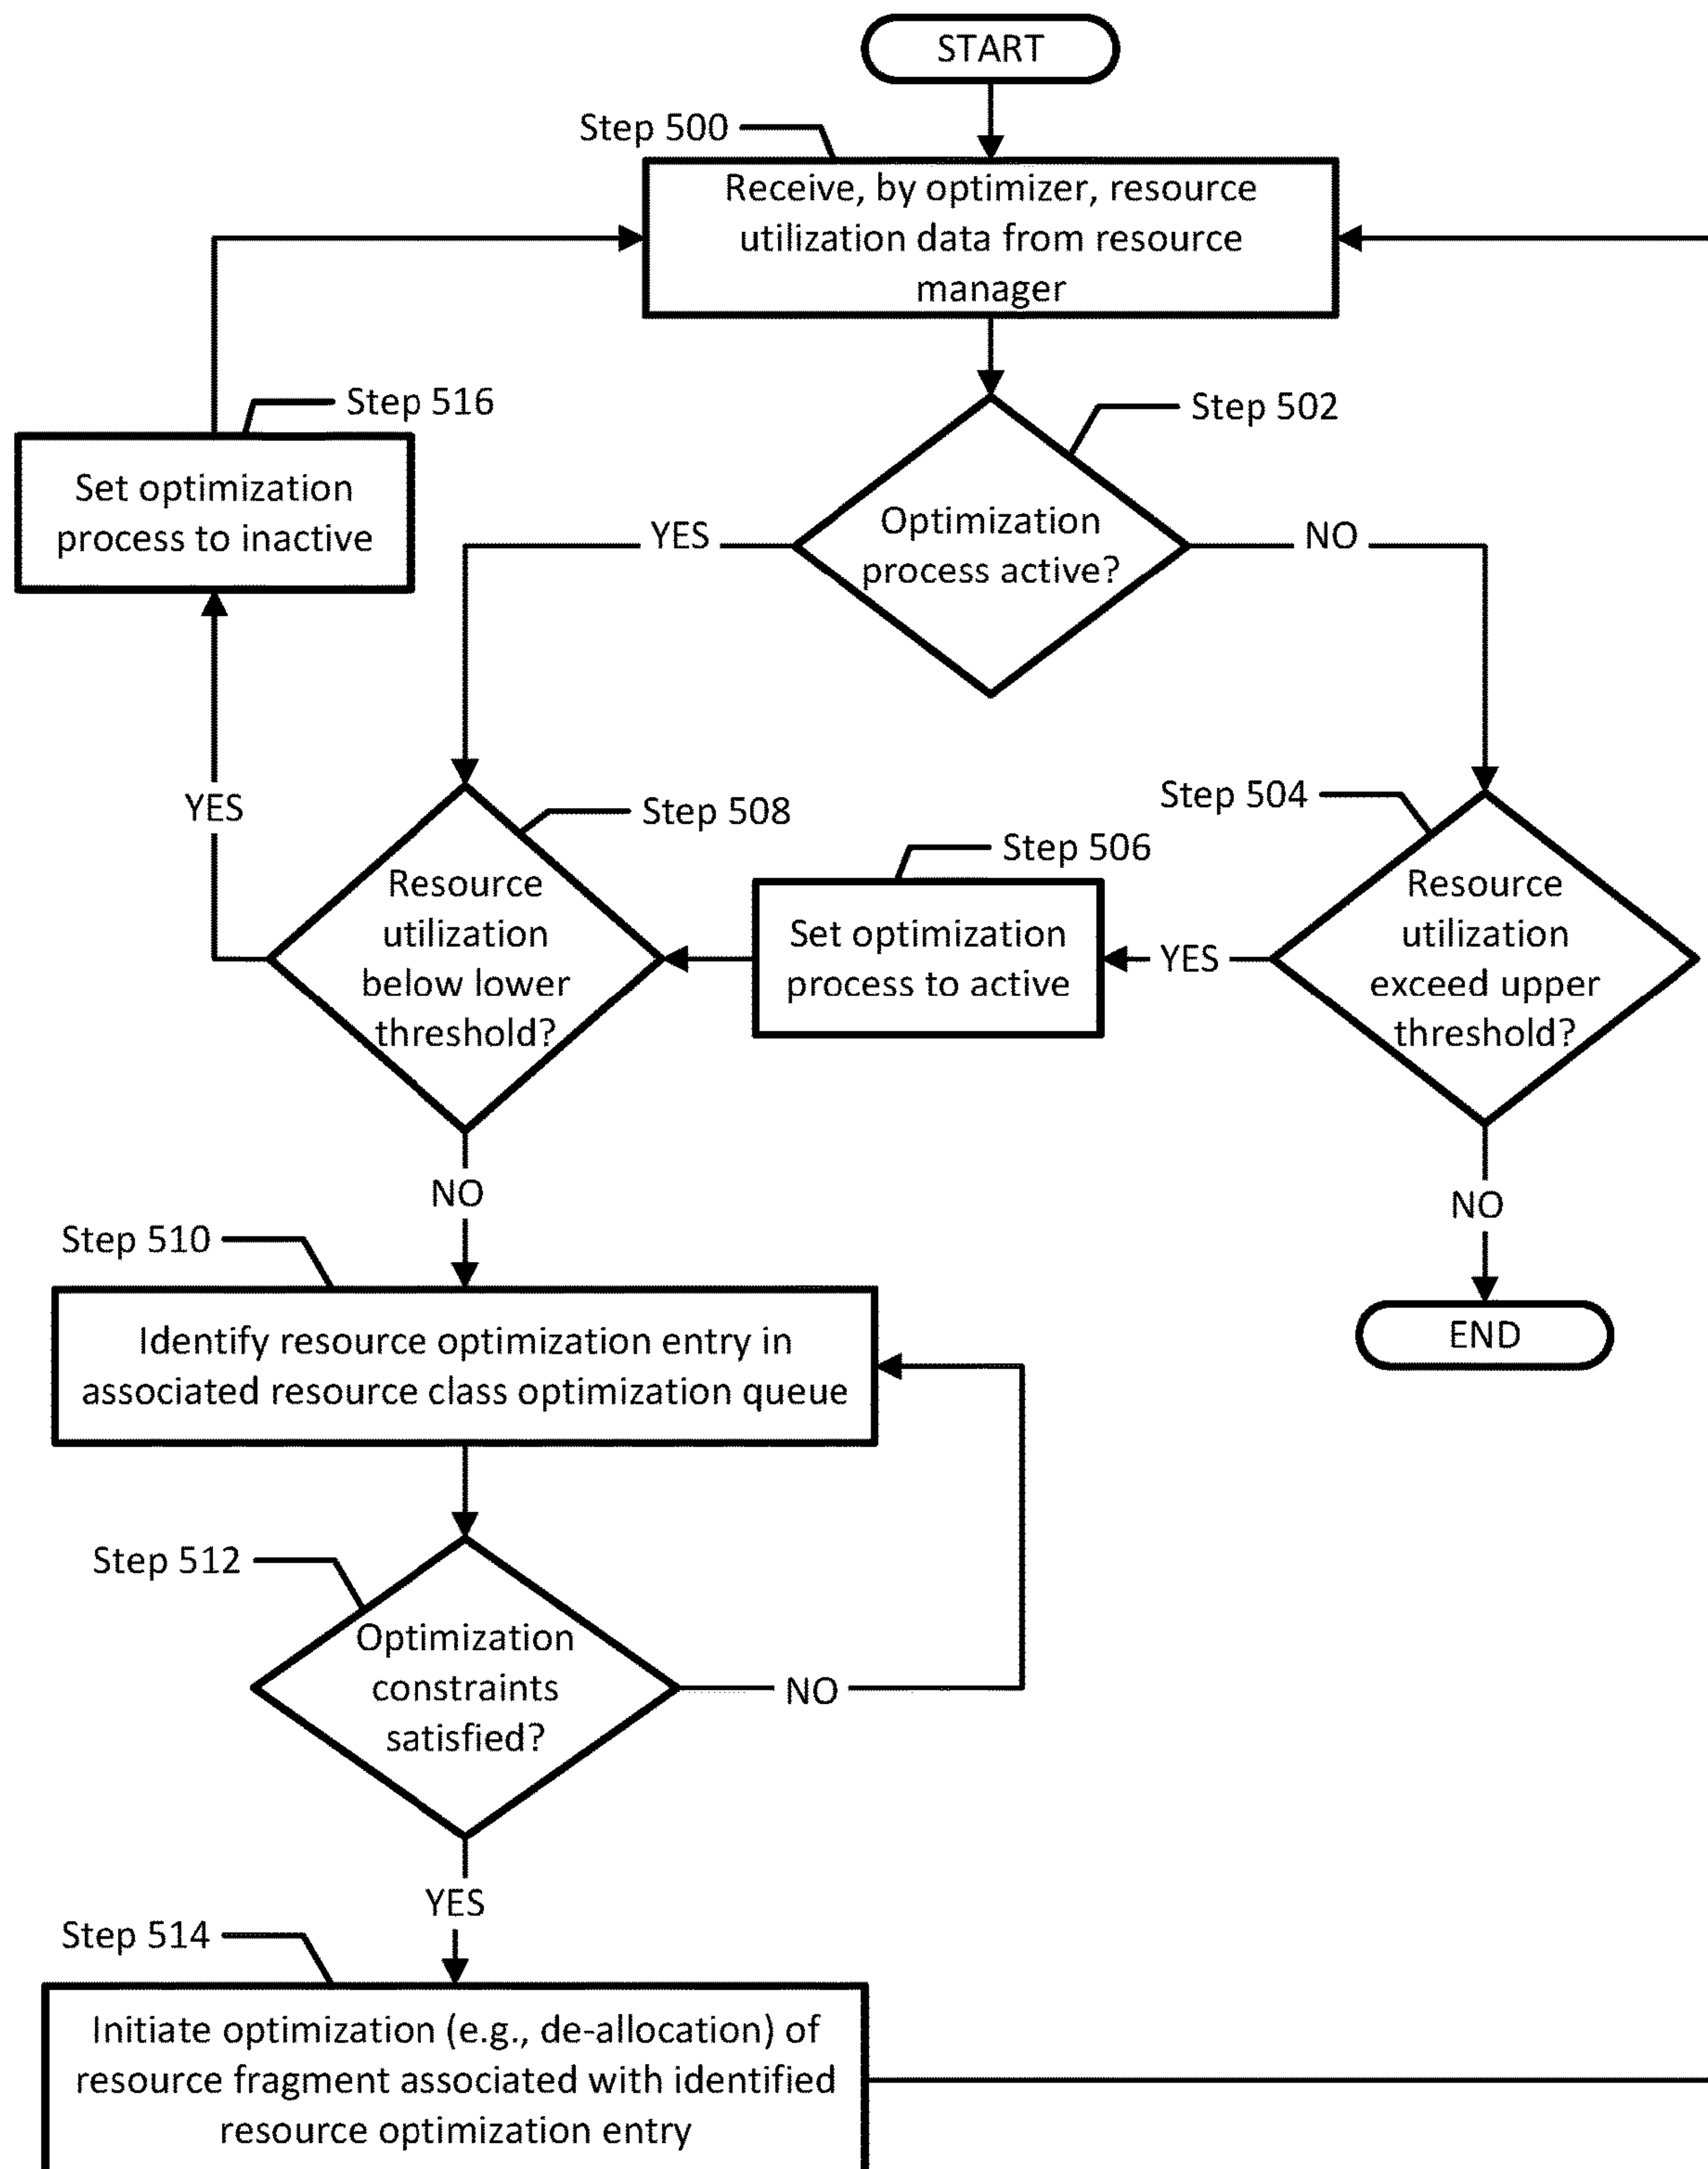 START
Step 500
Receive, by optimizer, resource
utilization data from resource
manager
Step 516
Set optimization
process to inactive
Step 502
Optimization
process active?
YES
NO
YES
Step 508
Resource
utilization
below lower
threshold?
Step 506
Set optimization
process to active
YES
Step 504
Resource
utilization
exceed upper
threshold?
NO
NO
END
Step 510
Identify resource optimization entry in
associated resource class optimization queue
Step 512
Optimization
constraints
satisfied?
NO
YES
Step 514
Initiate optimization (e.g., de-allocation) of
resource fragment associated with identified
resource optimization entry